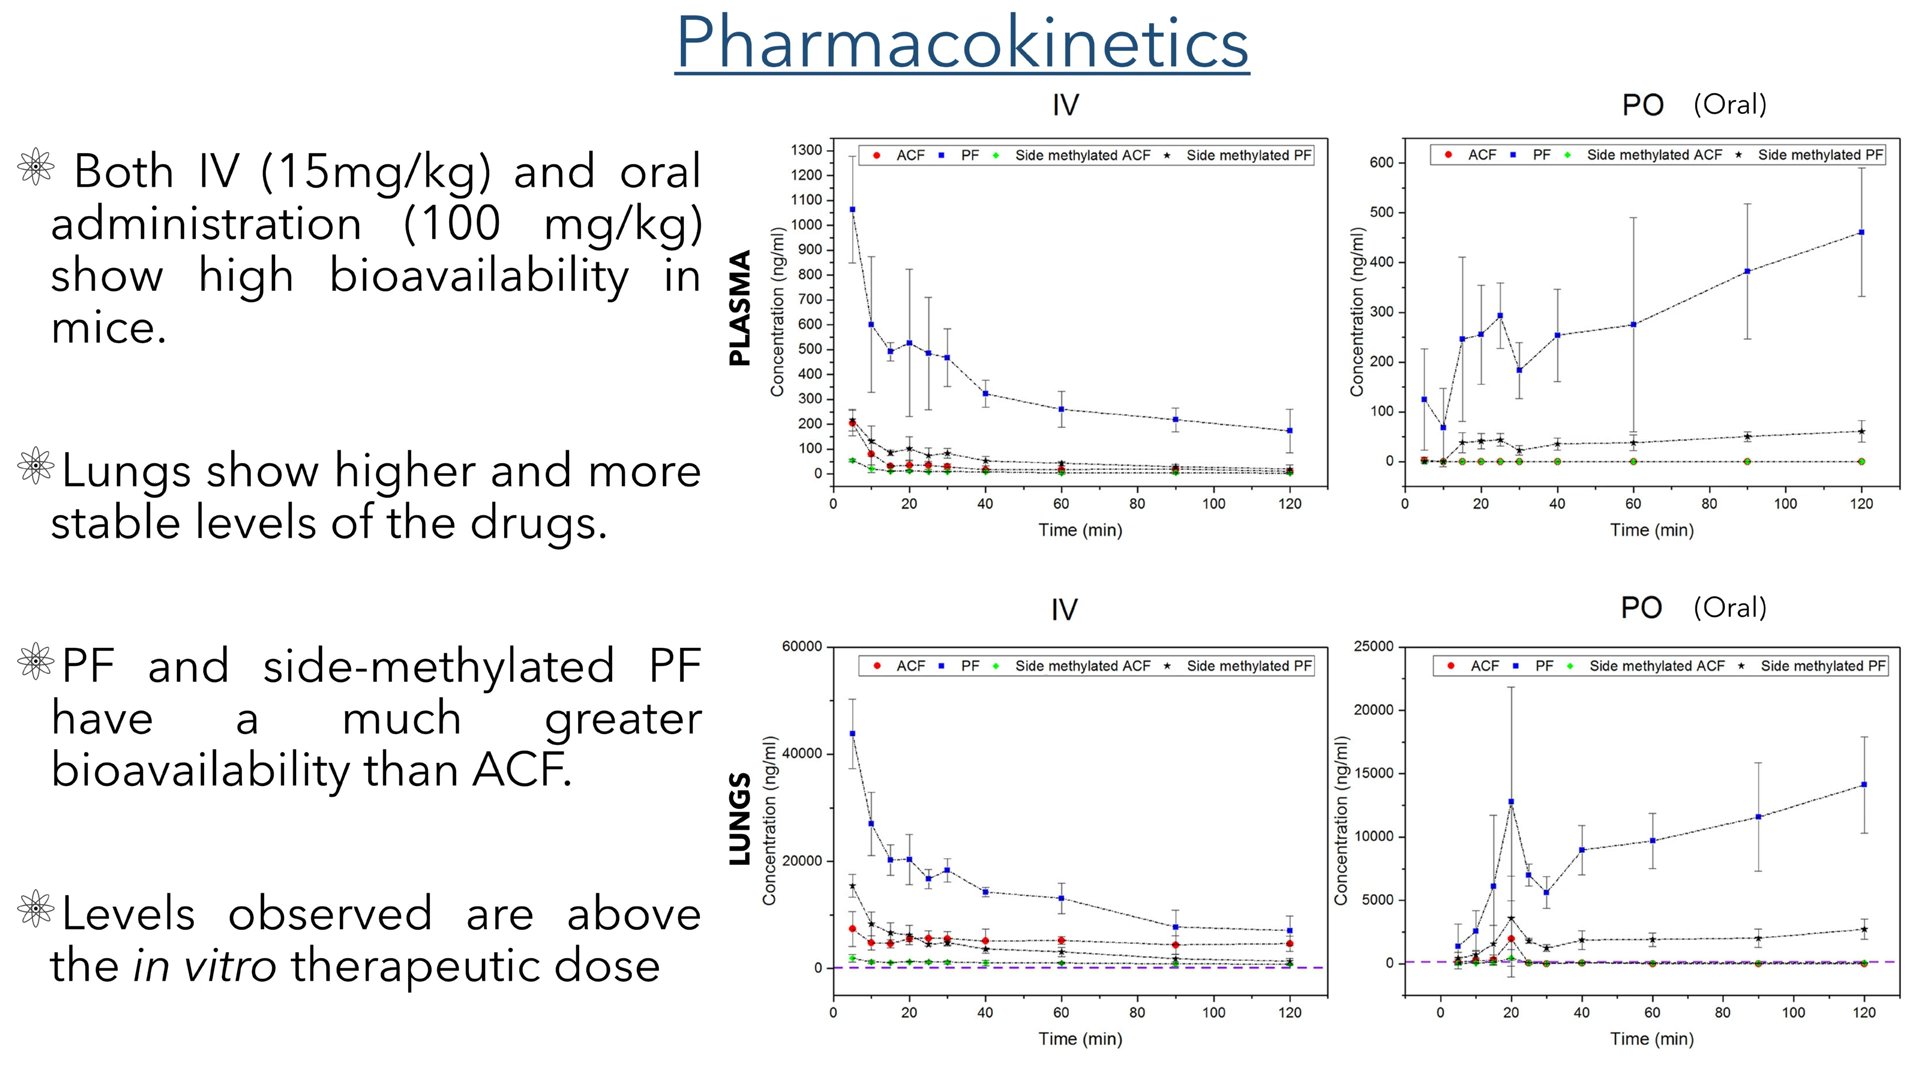 Pharmacokinetics
Both IV (15mg/kg) and oral
administration (100 mg/kg)
show high bioavailability in
mice.
Lungs show higher and more
stable levels of the drugs.
PF and side-methylated PF
have a much greater
bioavailability than ACF.
Levels observed are above
the in vitro therapeutic dose
PLASMA
IV
ACF PF Side methylated ACF Side methylated PF
Concentration (ng/ml)
1300
1200
1100
1000
900
800
700
600
500
400
300
200
100
0
0 20 40 60 80 100 120
Time (min)
PO (Oral)
ACF PF Side methylated ACF Side methylated PF
Concentration (ng/ml)
600
500
400
300
200
100
0
0 20 40 60 80 100 120
Time (min)
LUNGS
IV
ACF PF Side methylated ACF Side methylated PF
Concentration (ng/ml)
60000
40000
20000
0
0 20 40 60 80 100 120
Time (min)
PO (Oral)
ACF PF Side methylated ACF Side methylated PF
Concentration (ng/ml)
25000
20000
15000
10000
5000
0
0 20 40 60 80 100 120
Time (min)